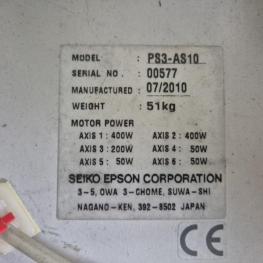 MODEL : PS3-AS10
SERIAL NO. : 00577
MANUFACTURED : 07/2010
WEIGHT : 51kg
MOTOR POWER
AXIS 1 : 400W AXIS 2 : 400W
AXIS 3 : 200W AXIS 4 : 50W
AXIS 5 : 50W AXIS 6 : 50W
SEIKO EPSON CORPORATION
3-5, OWA 3-CHOME, SUWA-SHI
NAGANO-KEN, 392-8502 JAPAN
CE